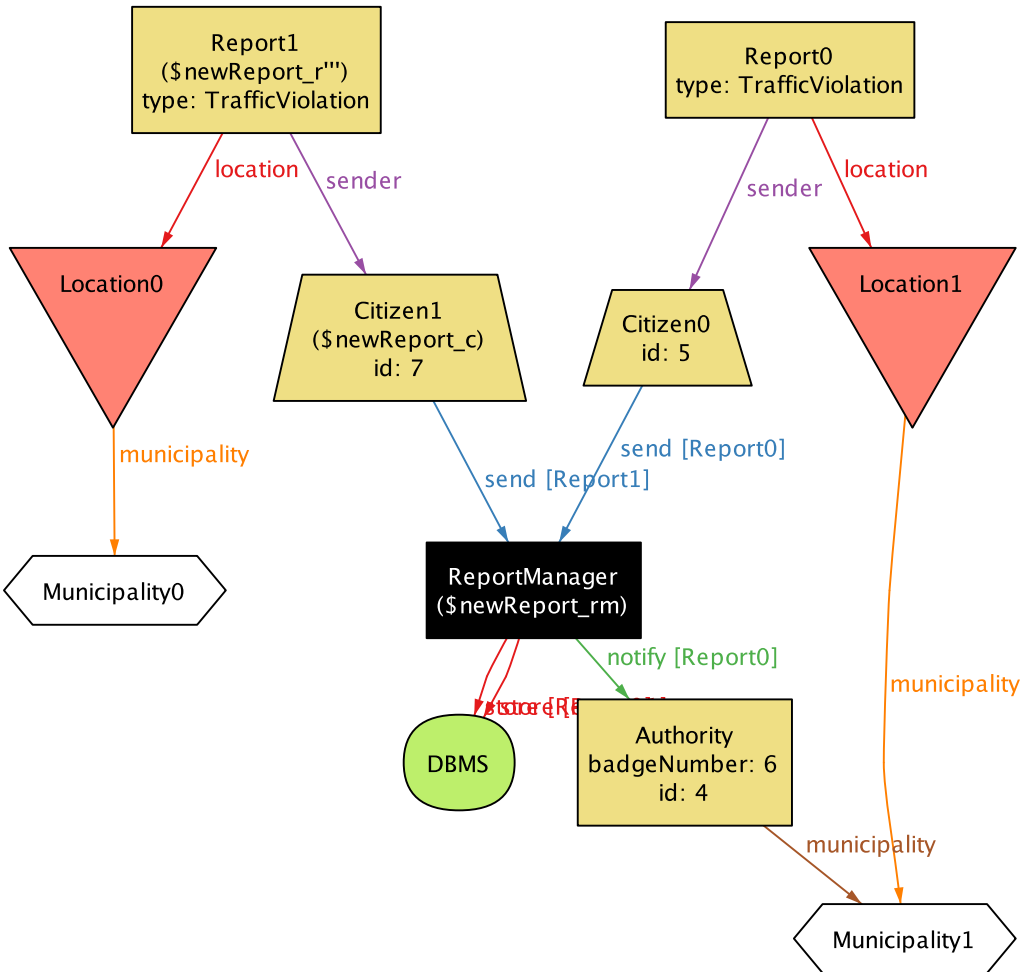 Report1
($newReport_r''')
type: TrafficViolation
Report0
type: TrafficViolation
location
sender
sender
location
Location0
Citizen1
($newReport_c)
id: 7
Citizen0
id: 5
Location1
municipality
send [Report0]
send [Report1]
Municipality0
ReportManager
($newReport_rm)
notify [Report0]
municipality
store
DBMS
Authority
badgeNumber: 6
id: 4
municipality
Municipality1